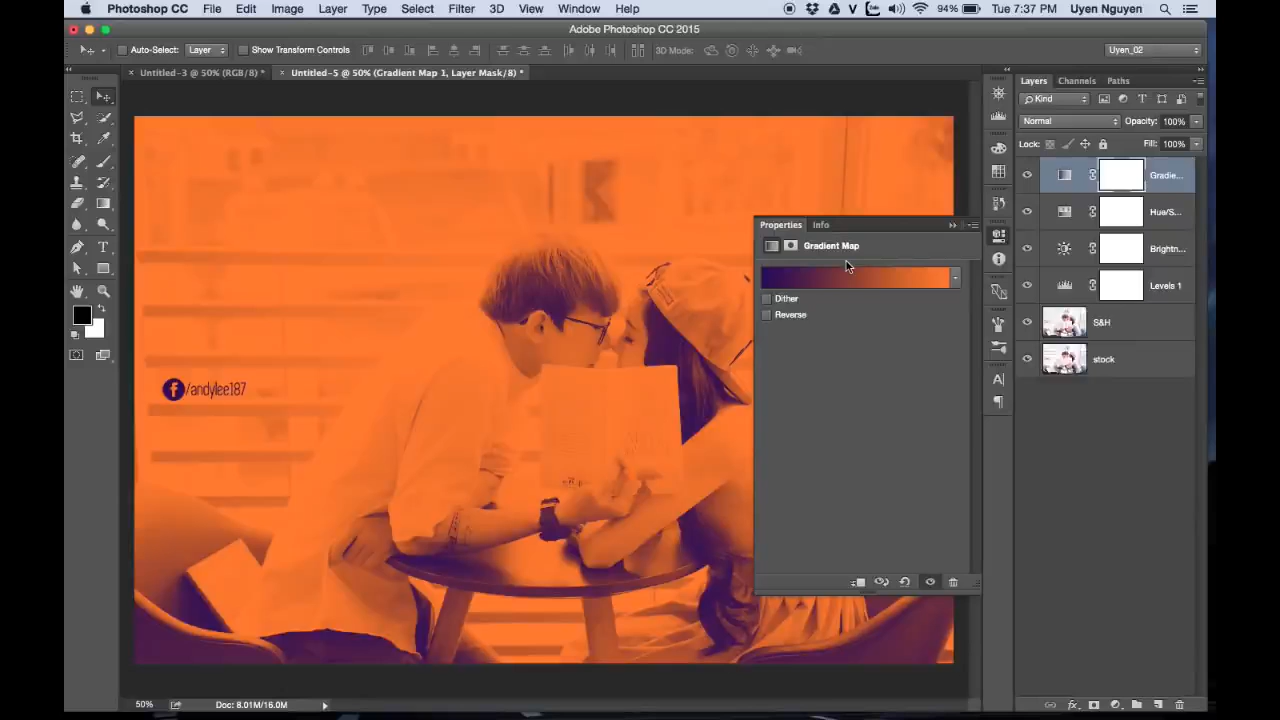 Photoshop CC File Edit Image Layer Type Select Filter 3D View Window Help V 94% Tue 7:37 PM Uyen Nguyen
Adobe Photoshop CC 2015
Auto-Select: Layer Show Transform Controls 3D Mode: Uyen_02
× Untitled-3 @ 50% (RGB/8) * × Untitled-5 @ 50% (Gradient Map 1, Layer Mask/8) *
Layers Channels Paths
Kind
Normal Opacity: 100%
Lock: Fill: 100%
Gradie...
Hue/S...
Brightn...
Levels 1
S&H
stock
Properties Info
Gradient Map
Dither
Reverse
f/andylee187
50% Doc: 8.01M/16.0M